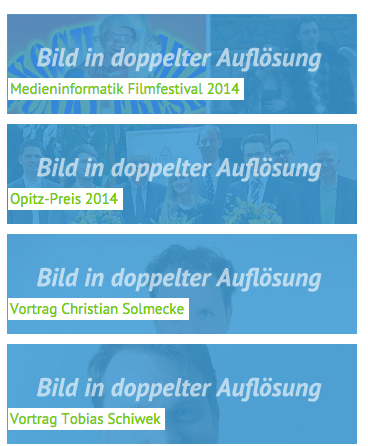 Bild in doppelter Auflösung
Medieninformatik Filmfestival 2014
Bild in doppelter Auflösung
Opitz-Preis 2014
Bild in doppelter Auflösung
Vortrag Christian Solmecke
Bild in doppelter Auflösung
Vortrag Tobias Schiwek